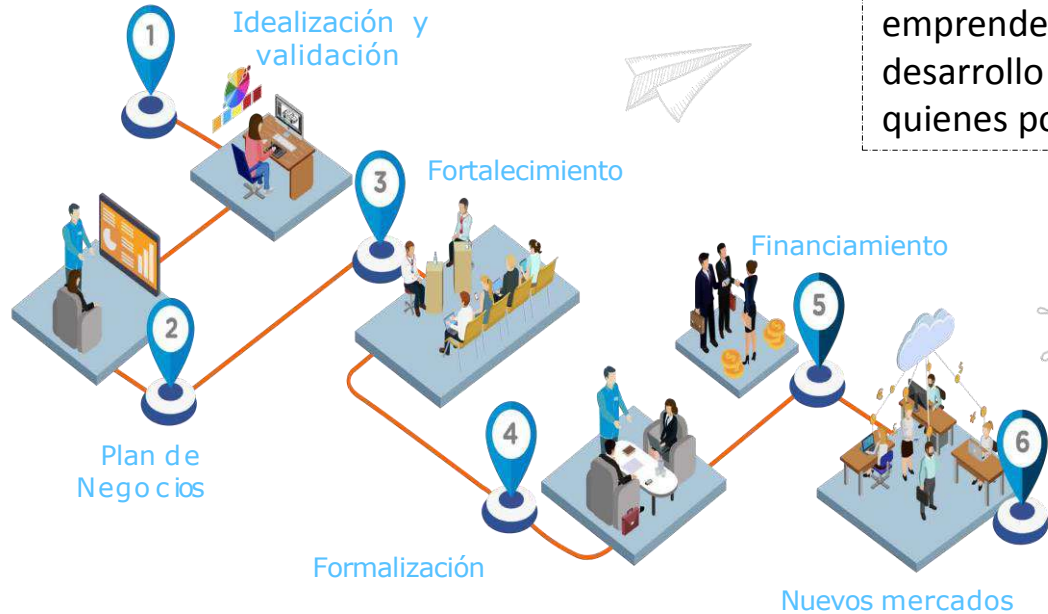 1
Idealización y
validación
emprende
desarrollo
quienes po
3
Fortalecimiento
2
Plan de
Negocios
Financiamiento
5
4
Formalización
6
Nuevos mercados